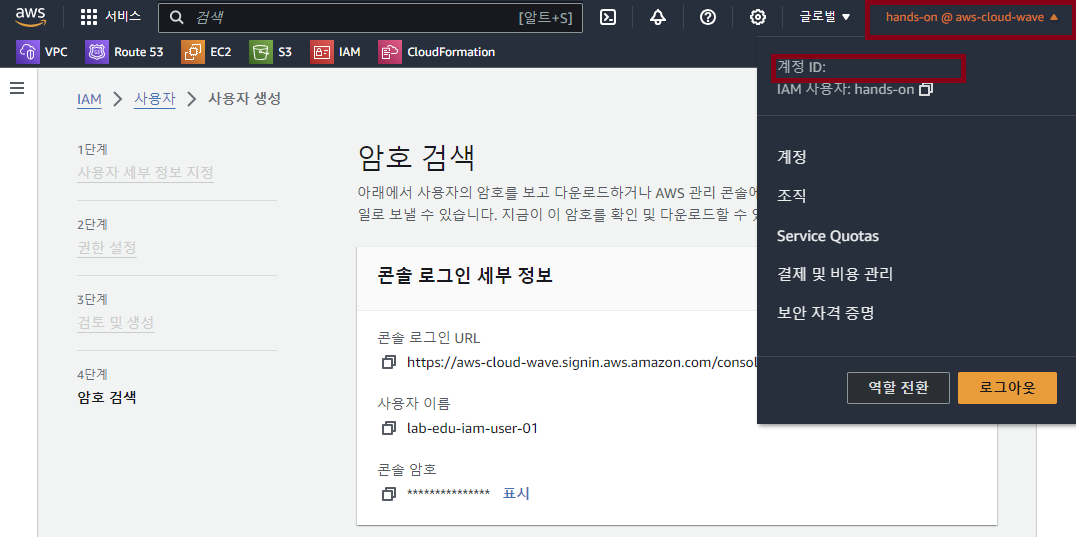 aws
서비스
검색
[알트+S]
글로벌
hands-on @ aws-cloud-wave
VPC
Route 53
EC2
S3
IAM
CloudFormation
계정 ID:
IAM 사용자: hands-on
계정
조직
Service Quotas
결제 및 비용 관리
보안 자격 증명
역할 전환
로그아웃
IAM
사용자
사용자 생성
1단계
사용자 세부 정보 지정
2단계
권한 설정
3단계
검토 및 생성
4단계
암호 검색
암호 검색
아래에서 사용자의 암호를 보고 다운로드하거나 AWS 관리 콘솔에
일로 보낼 수 있습니다. 지금이 이 암호를 확인 및 다운로드할 수
콘솔 로그인 세부 정보
콘솔 로그인 URL
https://aws-cloud-wave.signin.aws.amazon.com/consol
사용자 이름
lab-edu-iam-user-01
콘솔 암호
*************** 표시